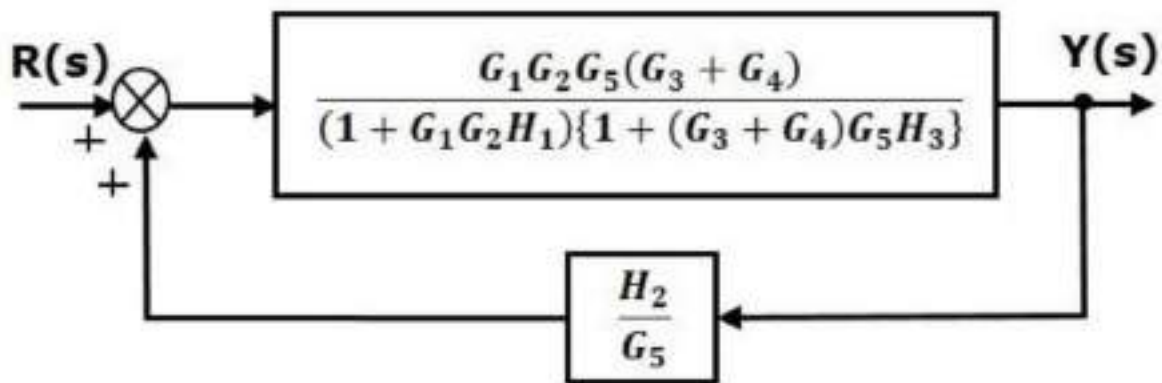 R(s)
Y(s)
G₁G₂G₅(G₃ + G₄)
(1 + G₁G₂H₁){1 + (G₃ + G₄)G₅H₃}
+
+
H₂
G₅